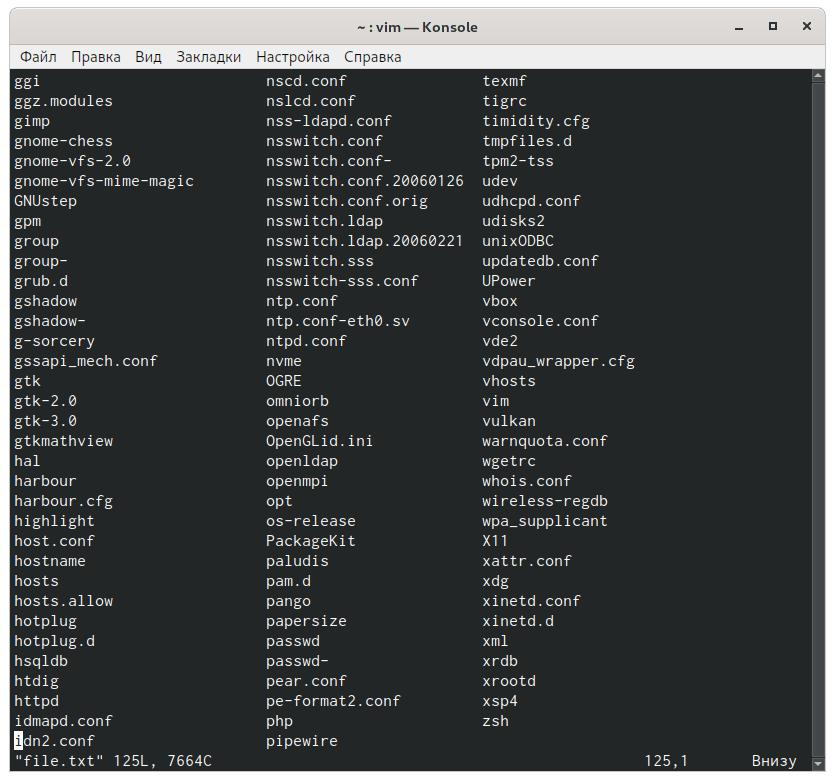 ~ : vim — Konsole
Файл Правка Вид Закладки Настройка Справка
ggi nscd.conf texmf
ggz.modules nslcd.conf tigrc
gimp nss-ldapd.conf timidity.cfg
gnome-chess nsswitch.conf tmpfiles.d
gnome-vfs-2.0 nsswitch.conf- tpm2-tss
gnome-vfs-mime-magic nsswitch.conf.20060126 udev
GNUstep nsswitch.conf.orig udhcpd.conf
gpm nsswitch.ldap udisks2
group nsswitch.ldap.20060221 unixODBC
group- nsswitch.sss updatedb.conf
grub.d nsswitch-sss.conf UPower
gshadow ntp.conf vbox
gshadow- ntp.conf-eth0.sv vconsole.conf
g-sorcery ntpd.conf vde2
gssapi_mech.conf nvme vdpau_wrapper.cfg
gtk OGRE vhosts
gtk-2.0 omniorb vim
gtk-3.0 openafs vulkan
gtkmathview OpenGLid.ini warnquota.conf
hal openldap wgetrc
harbour openmpi whois.conf
harbour.cfg opt wireless-regdb
highlight os-release wpa_supplicant
host.conf PackageKit X11
hostname paludis xattr.conf
hosts pam.d xdg
hosts.allow pango xinetd.conf
hotplug papersize xinetd.d
hotplug.d passwd xml
hsqldb passwd- xrdb
htdig pear.conf xrootd
httpd pe-format2.conf xsp4
idmapd.conf php zsh
idn2.conf pipewire
"file.txt" 125L, 7664C 125,1 Внизу